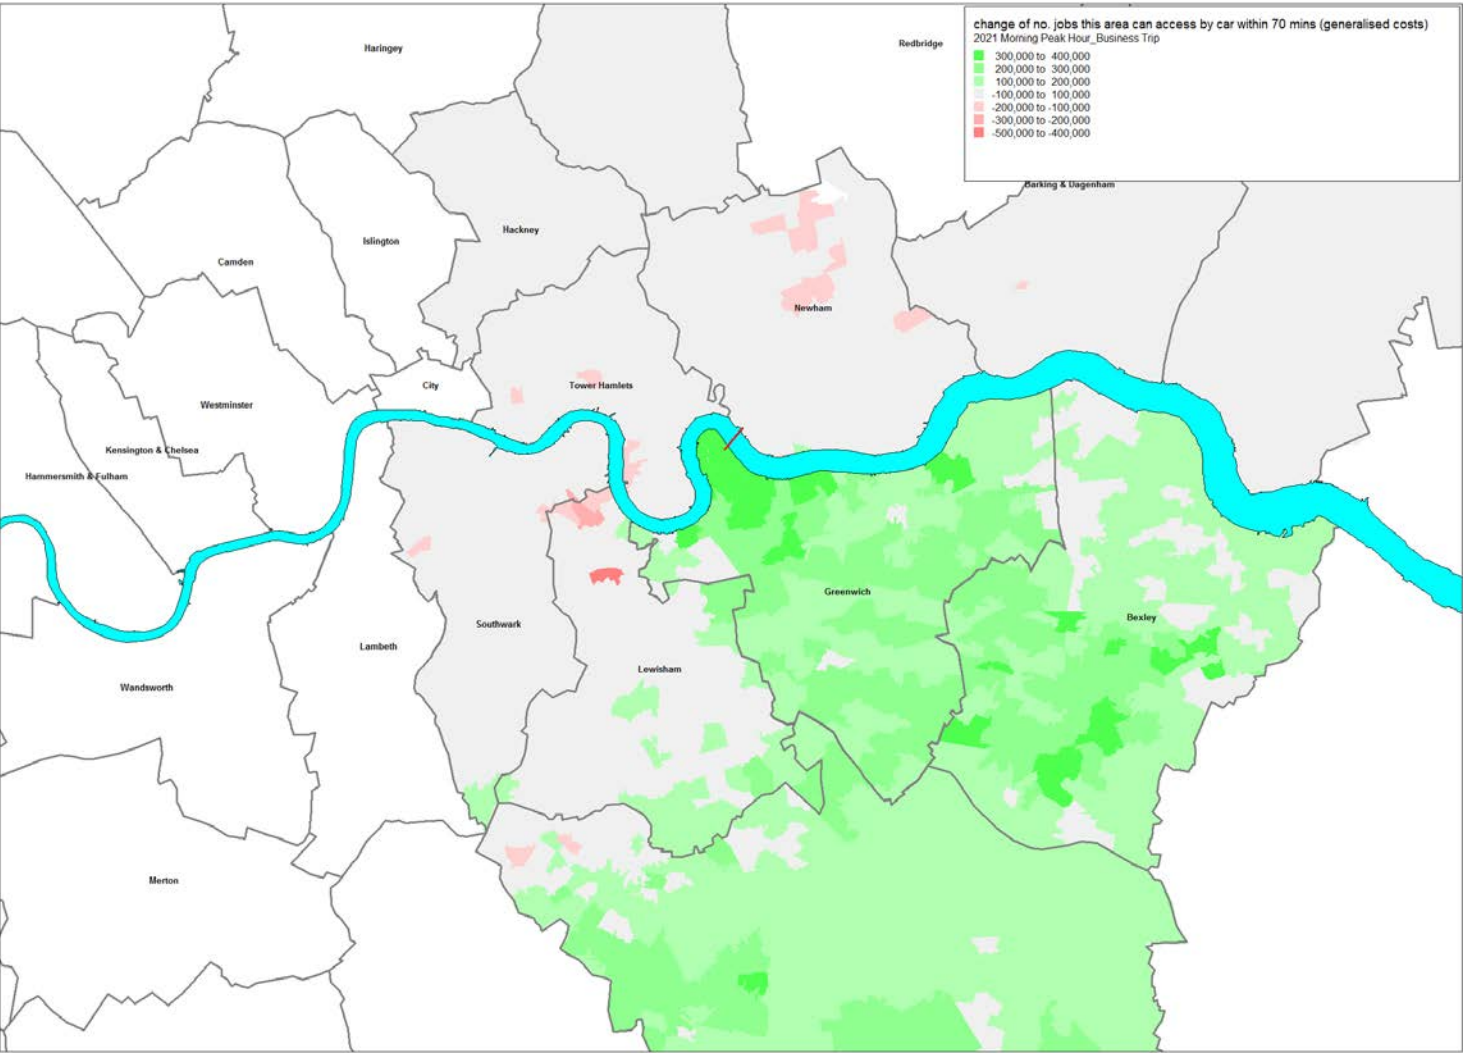 change of no. jobs this area can access by car within 70 mins (generalised costs)
2021 Morning Peak Hour_Business Trip
300,000 to 400,000
200,000 to 300,000
100,000 to 200,000
-100,000 to 100,000
-200,000 to -100,000
-300,000 to -200,000
-500,000 to -400,000
Haringey
Redbridge
Barking & Dagenham
Hackney
Islington
Camden
Newham
Tower Hamlets
City
Westminster
Kensington & Chelsea
Hammersmith & Fulham
Greenwich
Bexley
Southwark
Lambeth
Lewisham
Wandsworth
Merton